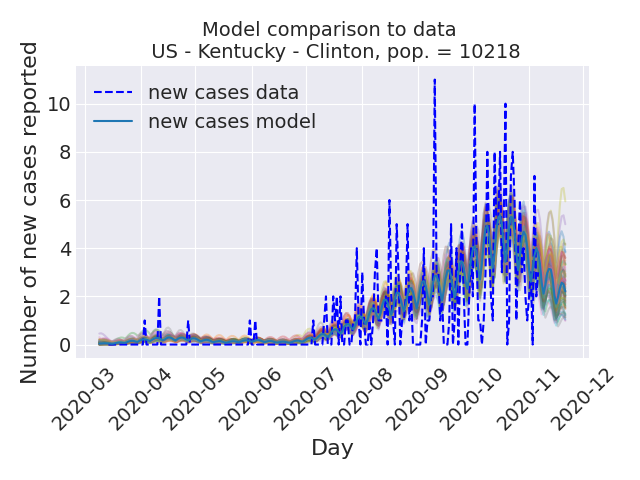 Model comparison to data
US - Kentucky - Clinton, pop. = 10218
Number of new cases reported
10
8
6
4
2
0
new cases data
new cases model
2020-03
2020-04
2020-05
2020-06
2020-07
2020-08
2020-09
2020-10
2020-11
2020-12
Day